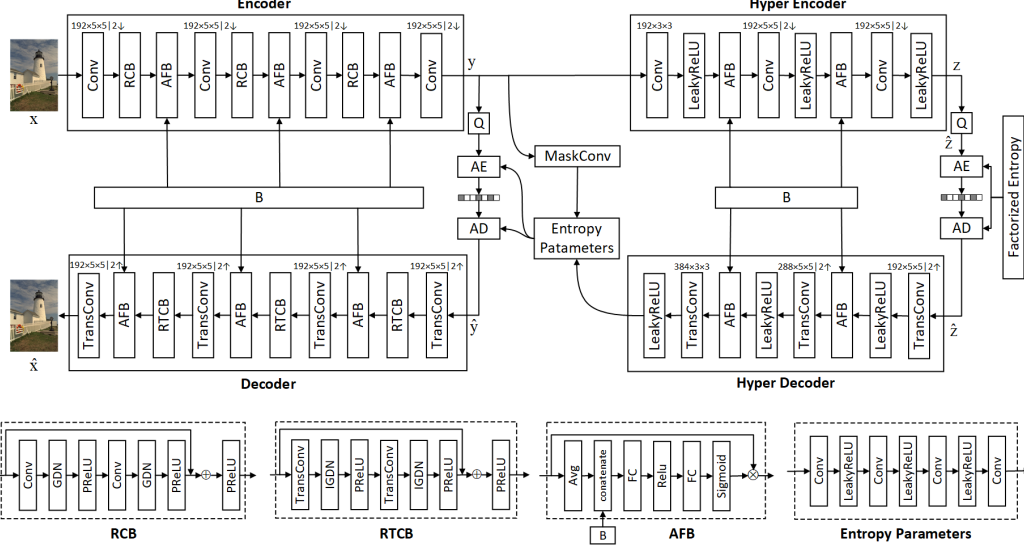 Encoder
Hyper Encoder
192×5×5|2↓
192×5×5|2↓
192×5×5|2↓
192×5×5|2↓
192×3×3
192×5×5|2↓
192×5×5|2↓
Conv
RCB
AFB
Conv
RCB
AFB
Conv
RCB
AFB
Conv
y
Conv
LeakyReLU
AFB
Conv
LeakyReLU
AFB
Conv
LeakyReLU
z
x
Q
Q
ẑ
MaskConv
AE
AE
Factorized Entropy
B
B
AD
Entropy
Patameters
AD
192×5×5|2↑
192×5×5|2↑
192×5×5|2↑
192×5×5|2↑
384×3×3
288×5×5|2↑
192×5×5|2↑
TransConv
AFB
RTCB
TransConv
AFB
RTCB
TransConv
AFB
RTCB
TransConv
ŷ
LeakyReLU
TransConv
AFB
LeakyReLU
TransConv
AFB
LeakyReLU
TransConv
ẑ
x̂
Decoder
Hyper Decoder
Conv
GDN
PReLU
Conv
GDN
PReLU
PReLU
TransConv
IGDN
PReLU
TransConv
IGDN
PReLU
PReLU
Avg
concatenate
FC
Relu
FC
Sigmoid
Conv
LeakyReLU
Conv
LeakyReLU
Conv
LeakyReLU
Conv
RCB
RTCB
B
AFB
Entropy Parameters